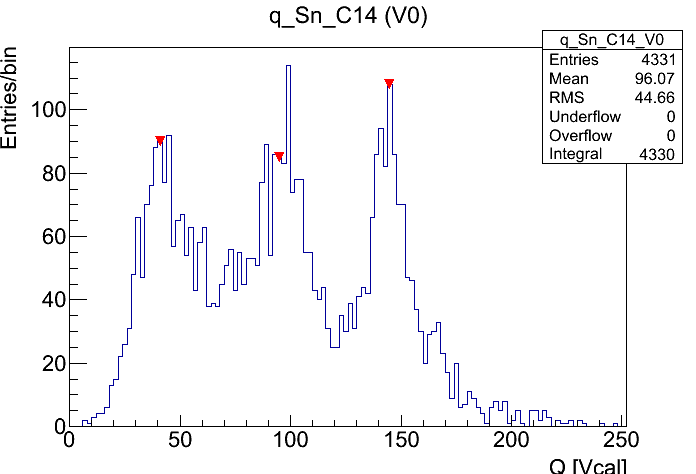 q_Sn_C14 (V0)
q_Sn_C14_V0
Entries 4331
Mean 96.07
RMS 44.66
Underflow 0
Overflow 0
Integral 4330
Entries/bin
100
80
60
40
20
0
0 50 100 150 200 250
Q [Vcal]